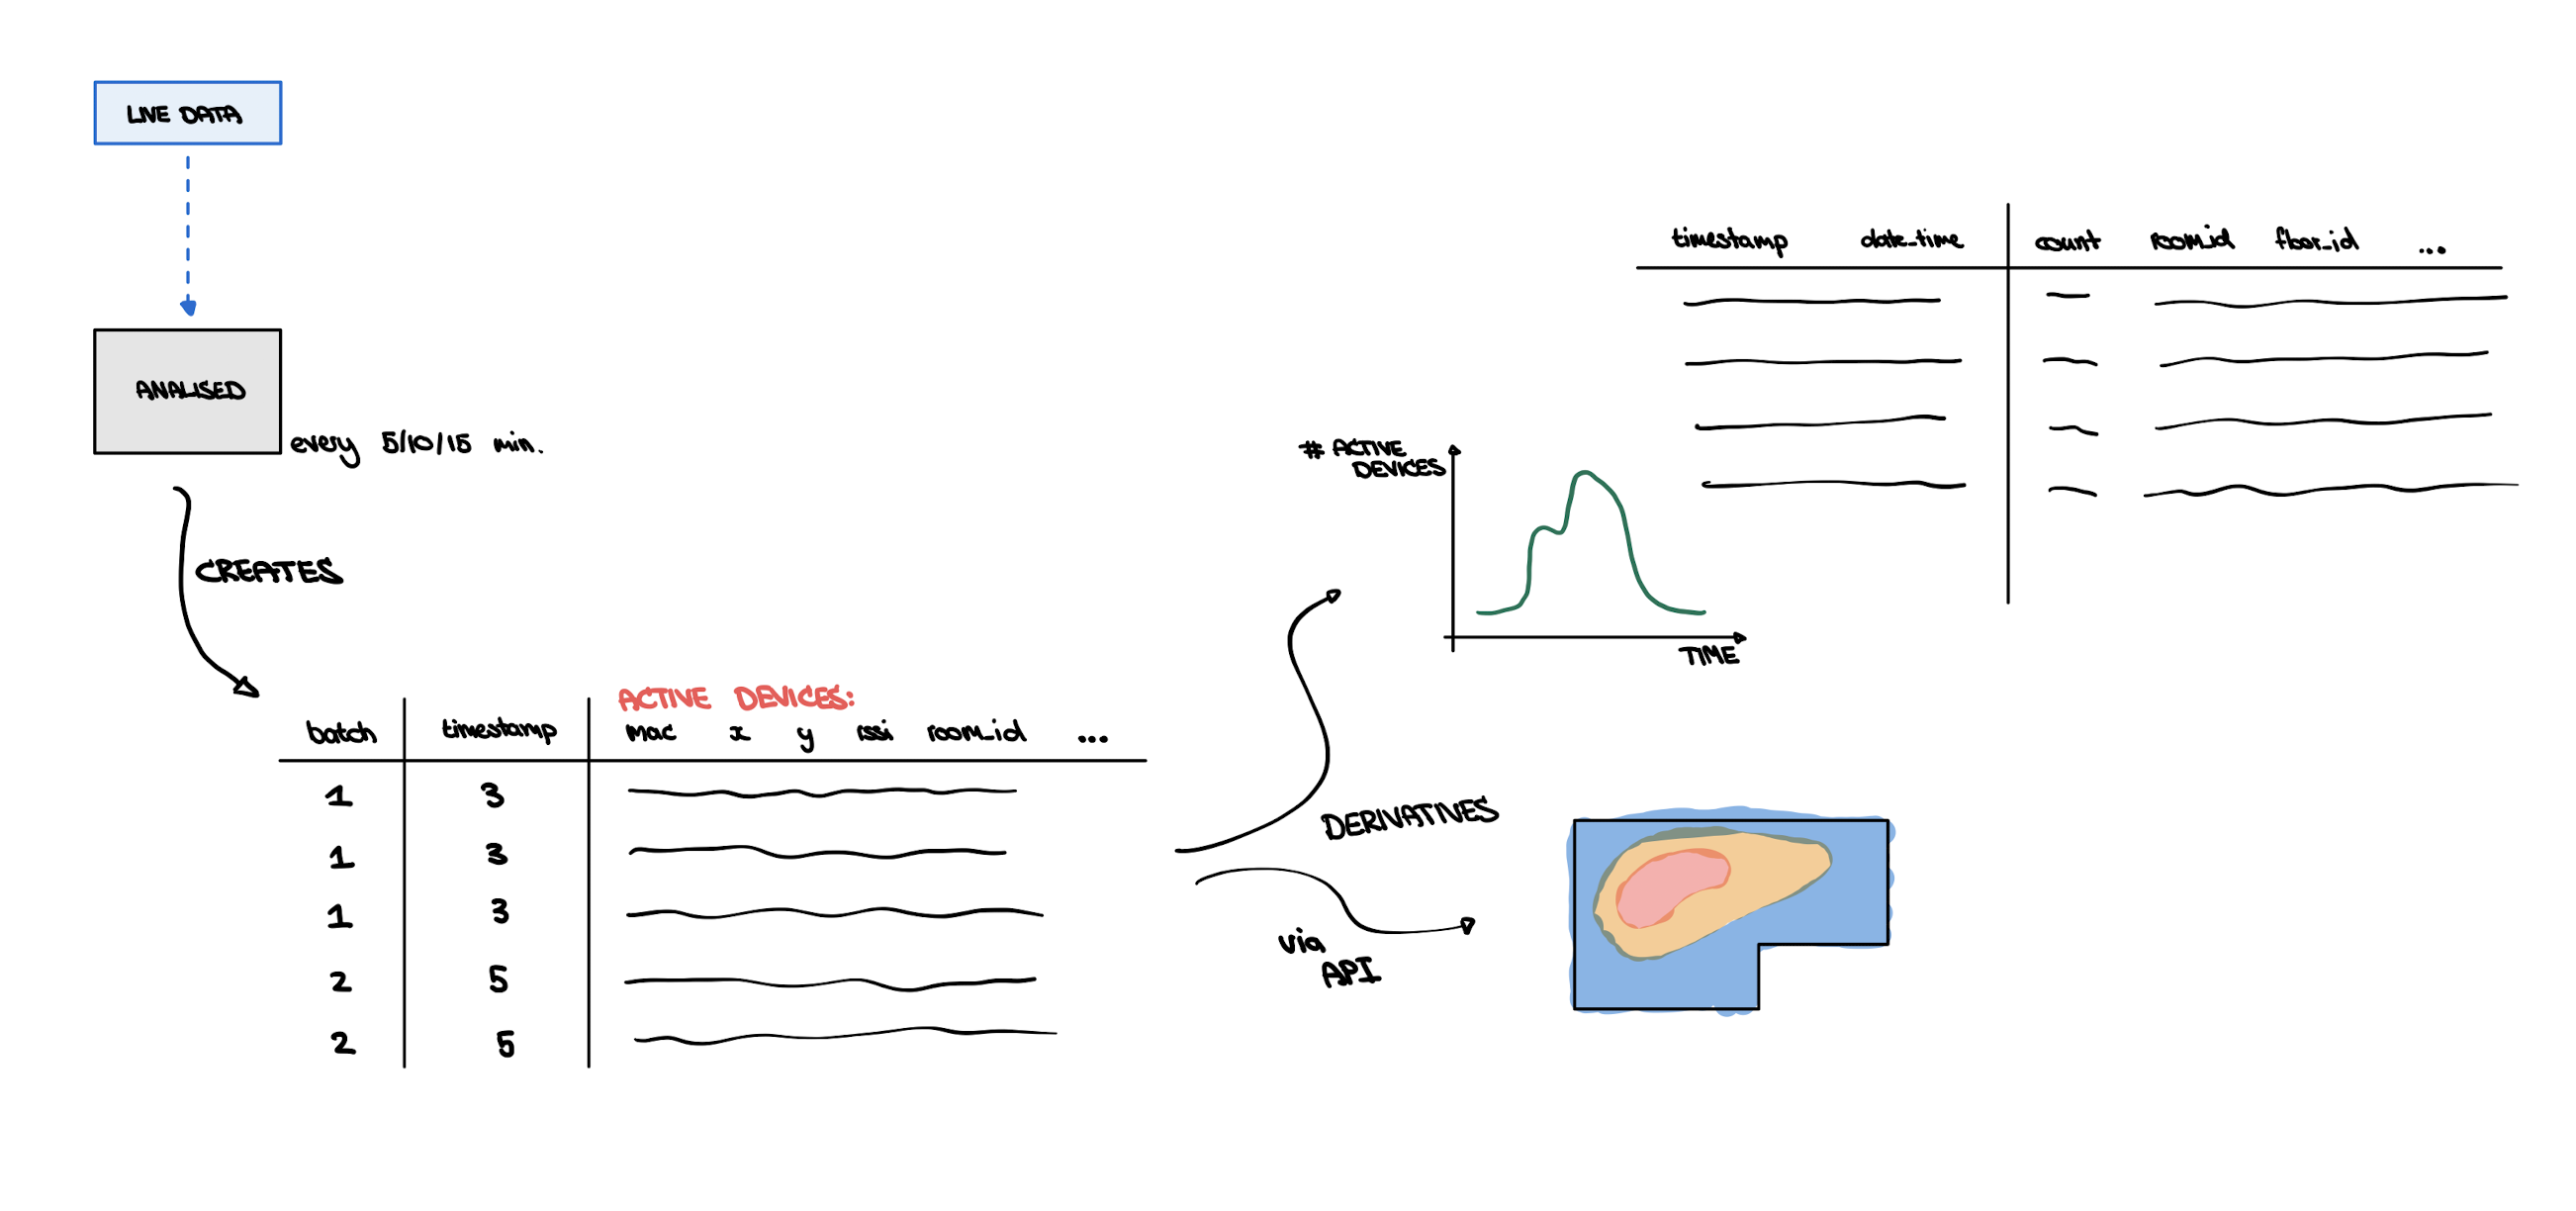 LIVE DATA
ANALISED
every 5/10/15 min.
CREATES
ACTIVE DEVICES:
batch timestamp mac x y rssi room_id ...
1 3
1 3
1 3
2 5
2 5
DERIVATIVES
via
API
# ACTIVE
DEVICES
TIME
timestamp date_time count room_id floor_id ...